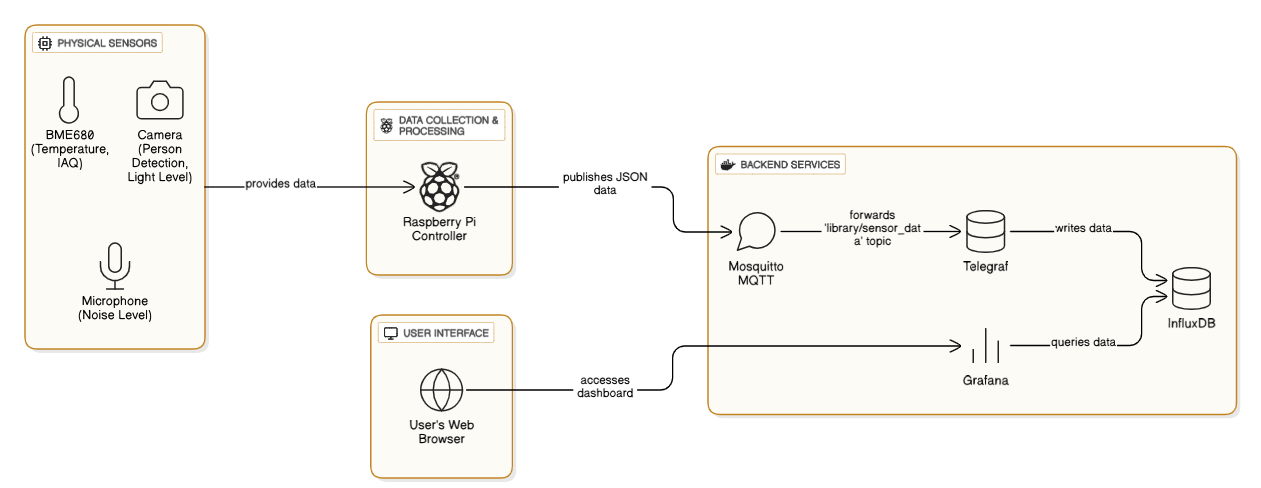 PHYSICAL SENSORS
BME680
(Temperature,
IAQ)
Camera
(Person
Detection,
Light Level)
Microphone
(Noise Level)
provides data
DATA COLLECTION &
PROCESSING
Raspberry Pi
Controller
publishes JSON
data
USER INTERFACE
User's Web
Browser
accesses
dashboard
BACKEND SERVICES
Mosquitto
MQTT
forwards
'library/sensor_dat
a' topic
Telegraf
writes data
InfluxDB
queries data
Grafana